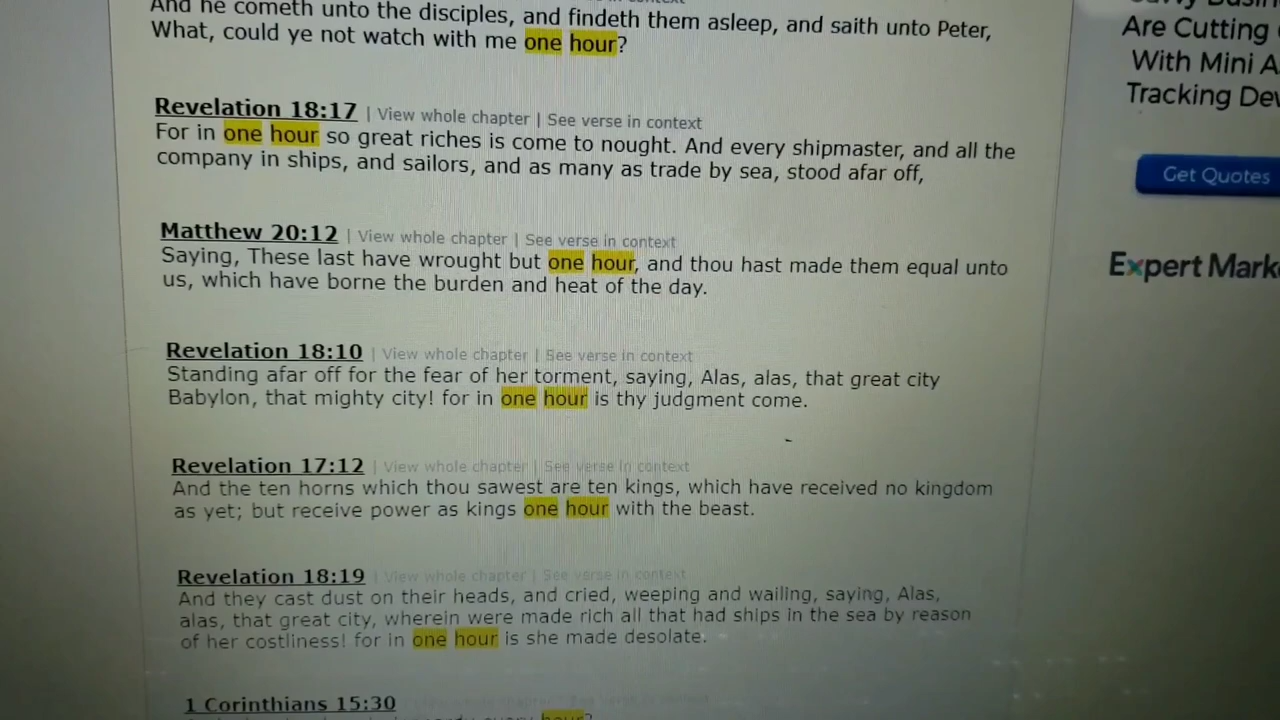 And he cometh unto the disciples, and findeth them asleep, and saith unto Peter,
What, could ye not watch with me one hour?
Revelation 18:17 | View whole chapter | See verse in context
For in one hour so great riches is come to nought. And every shipmaster, and all the
company in ships, and sailors, and as many as trade by sea, stood afar off,
Matthew 20:12 | View whole chapter | See verse in context
Saying, These last have wrought but one hour, and thou hast made them equal unto
us, which have borne the burden and heat of the day.
Revelation 18:10 | View whole chapter | See verse in context
Standing afar off for the fear of her torment, saying, Alas, alas, that great city
Babylon, that mighty city! for in one hour is thy judgment come.
Revelation 17:12 | View whole chapter | See verse in context
And the ten horns which thou sawest are ten kings, which have received no kingdom
as yet; but receive power as kings one hour with the beast.
Revelation 18:19 | View whole chapter | See verse in context
And they cast dust on their heads, and cried, weeping and wailing, saying, Alas,
alas, that great city, wherein were made rich all that had ships in the sea by reason
of her costliness! for in one hour is she made desolate.
1 Corinthians 15:30
hour?
Are Cutting
With Mini
Tracking
Get Quotes
Expert